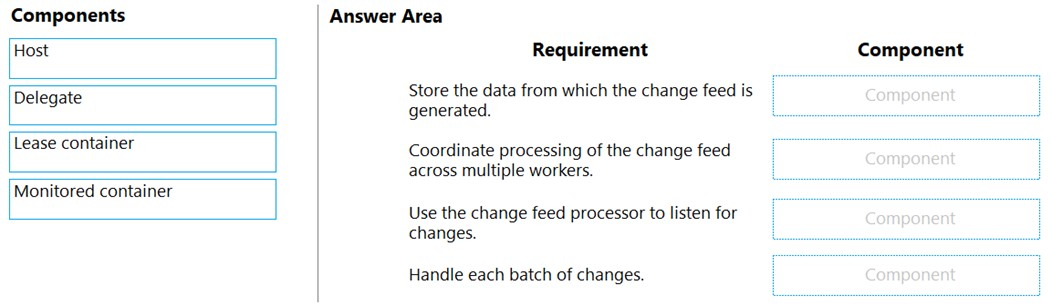 Components
Host
Delegate
Lease container
Monitored container
Answer Area
Requirement
Component
Store the data from which the change feed is
generated.
Component
Coordinate processing of the change feed
across multiple workers.
Component
Use the change feed processor to listen for
changes.
Component
Handle each batch of changes.
Component